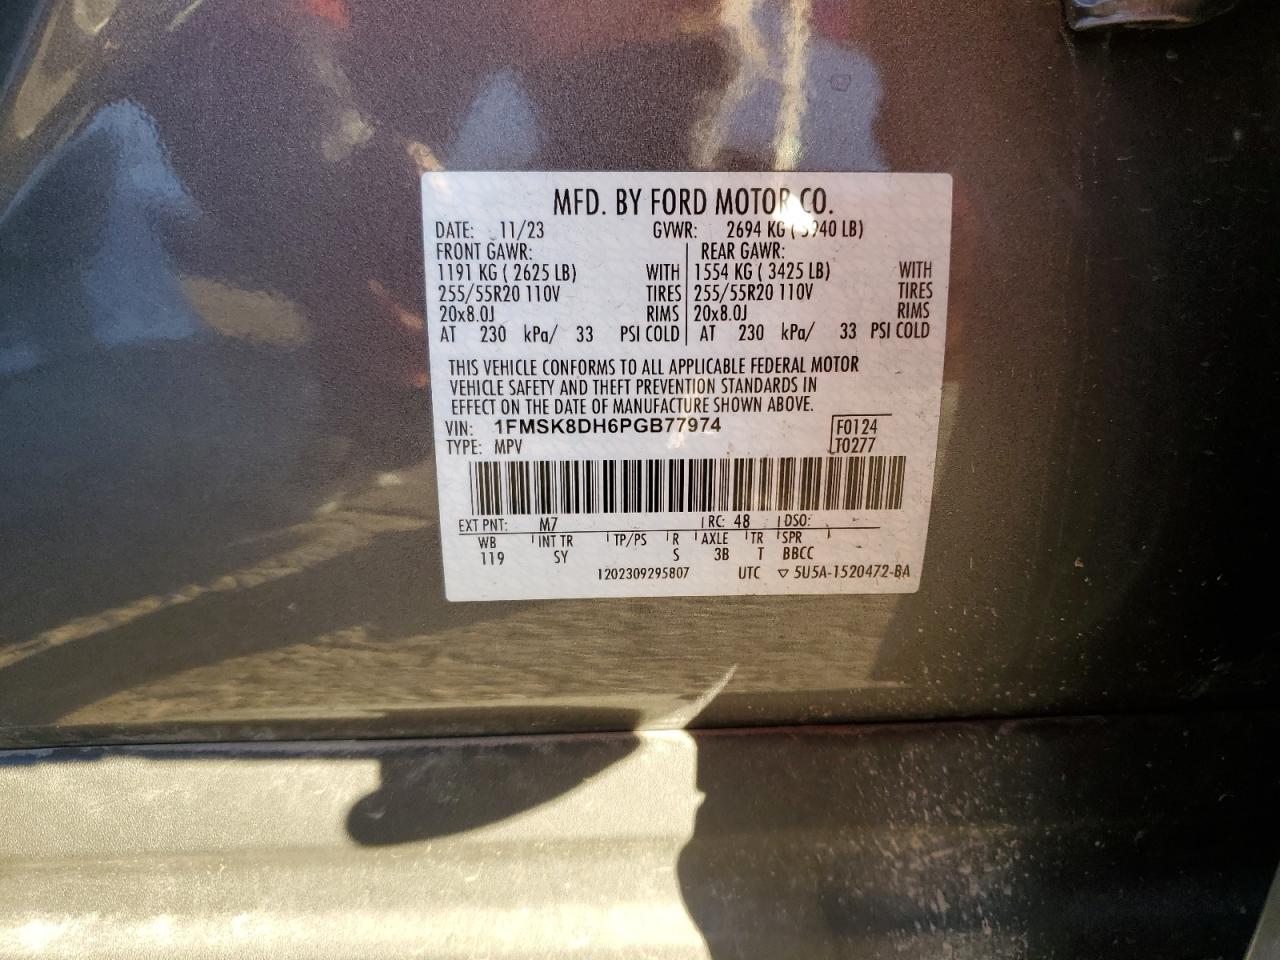 MFD. BY FORD MOTOR CO.
DATE: 11/23 GVWR: 2694 KG ( 5940 LB)
FRONT GAWR: REAR GAWR:
1191 KG ( 2625 LB) WITH 1554 KG ( 3425 LB) WITH
255/55R20 110V TIRES 255/55R20 110V TIRES
20x8.0J RIMS 20x8.0J RIMS
AT 230 kPa/ 33 PSI COLD AT 230 kPa/ 33 PSI COLD
THIS VEHICLE CONFORMS TO ALL APPLICABLE FEDERAL MOTOR
VEHICLE SAFETY AND THEFT PREVENTION STANDARDS IN
EFFECT ON THE DATE OF MANUFACTURE SHOWN ABOVE.
VIN: 1FMSK8DH6PGB77974 F0124
TYPE: MPV T0277
EXT PNT: M7 RC: 48 DSO:
WB INT TR TP/PS R AXLE TR SPR
119 SY S 3B T BBCC
1202309295807 UTC ▽ 5U5A-1520472-BA